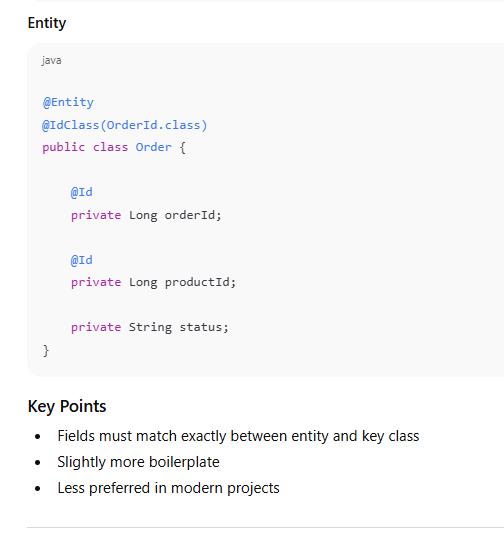 Entity
java
@Entity
@IdClass(OrderId.class)
public class Order {
@Id
private Long orderId;
@Id
private Long productId;
private String status;
}
Key Points
• Fields must match exactly between entity and key class
• Slightly more boilerplate
• Less preferred in modern projects